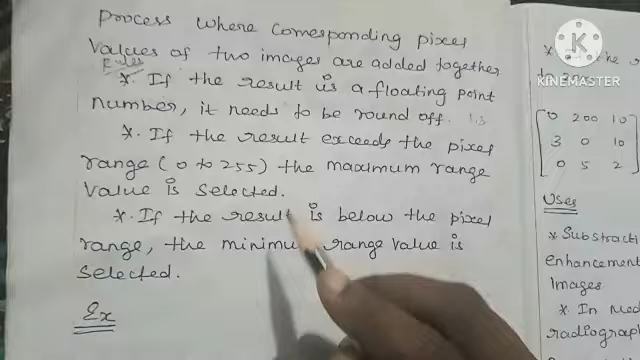 process where corresponding pixel
values of two images are added together
Rules
*. If the result is a floating point
number, it needs to be round off.
*. If the result exceeds the pixel
range (0 to 255) the maximum range
value is selected.
*. If the result is below the pixel
range, the minimum range value is
selected.
Ex
KINEMASTER
0 200 10
3 0 10
0 5 2
Uses
* Substracti
enhancement
Images
* In Med
radiograph